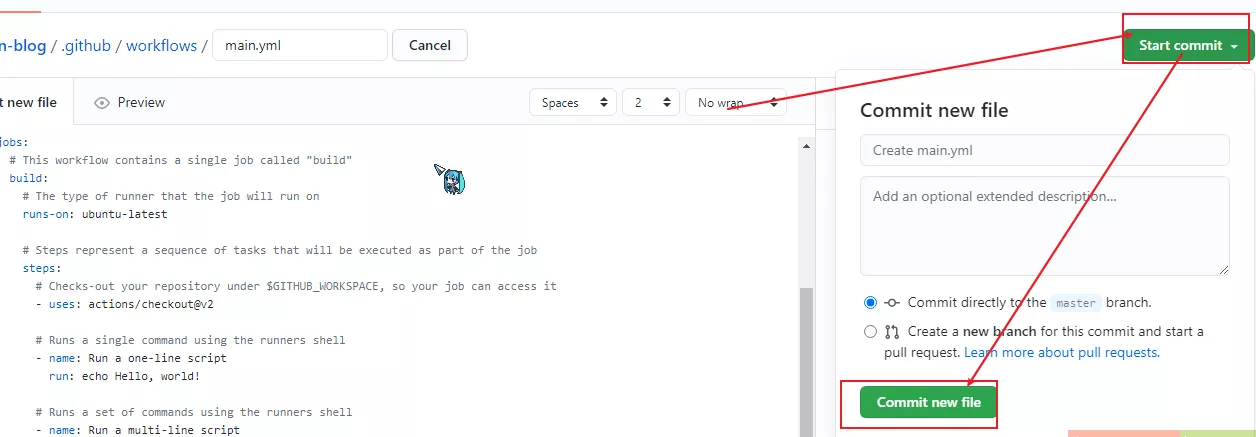 n-blog / .github / workflows / main.yml Cancel
Start commit
t new file Preview
Spaces 2 No wrap
jobs:
# This workflow contains a single job called "build"
build:
# The type of runner that the job will run on
runs-on: ubuntu-latest
# Steps represent a sequence of tasks that will be executed as part of the job
steps:
# Checks-out your repository under $GITHUB_WORKSPACE, so your job can access it
- uses: actions/checkout@v2
# Runs a single command using the runners shell
- name: Run a one-line script
run: echo Hello, world!
# Runs a set of commands using the runners shell
- name: Run a multi-line script
Commit new file
Create main.yml
Add an optional extended description...
Commit directly to the master branch.
Create a new branch for this commit and start a
pull request. Learn more about pull requests.
Commit new file